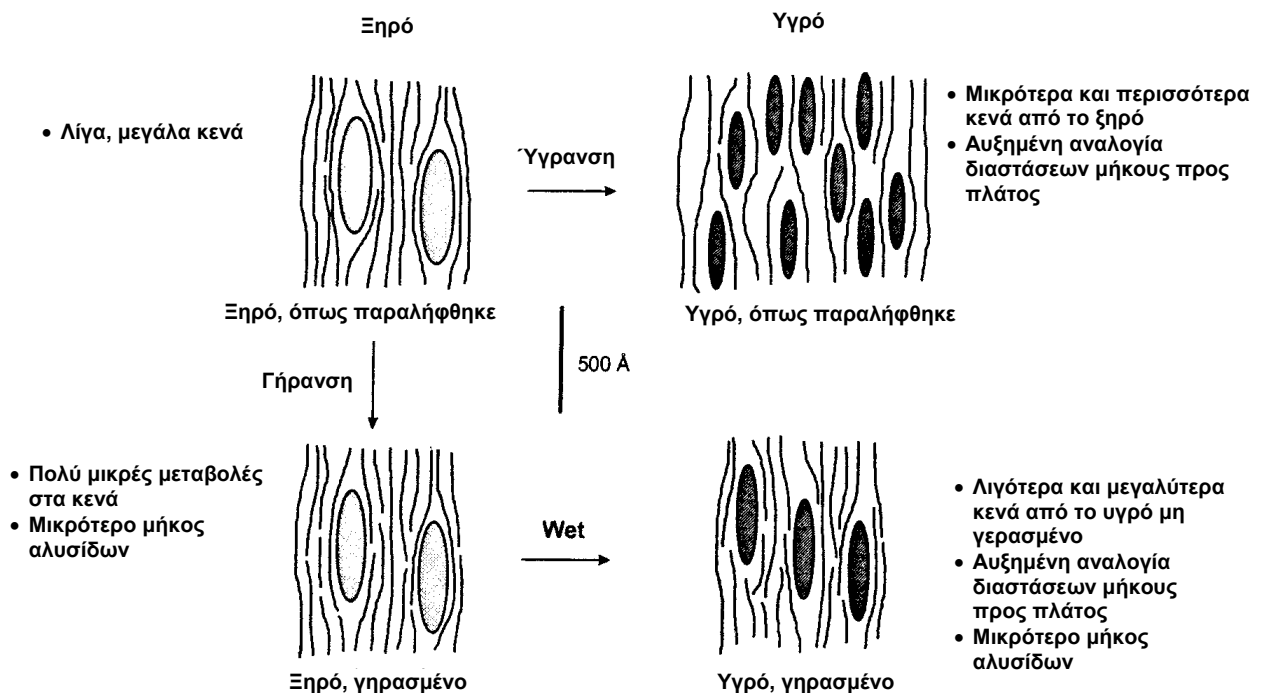 Ξηρό
Υγρό
• Λίγα, μεγάλα κενά
Ύγρανση
• Μικρότερα και περισσότερα
κενά από το ξηρό
• Αυξημένη αναλογία
διαστάσεων μήκους προς
πλάτος
Ξηρό, όπως παραλήφθηκε
Υγρό, όπως παραλήφθηκε
500 Å
Γήρανση
• Πολύ μικρές μεταβολές
στα κενά
• Μικρότερο μήκος
αλυσίδων
Wet
• Λιγότερα και μεγαλύτερα
κενά από το υγρό μη
γερασμένο
• Αυξημένη αναλογία
διαστάσεων μήκους
προς πλάτος
• Μικρότερο μήκος
αλυσίδων
Ξηρό, γηρασμένο
Υγρό, γηρασμένο